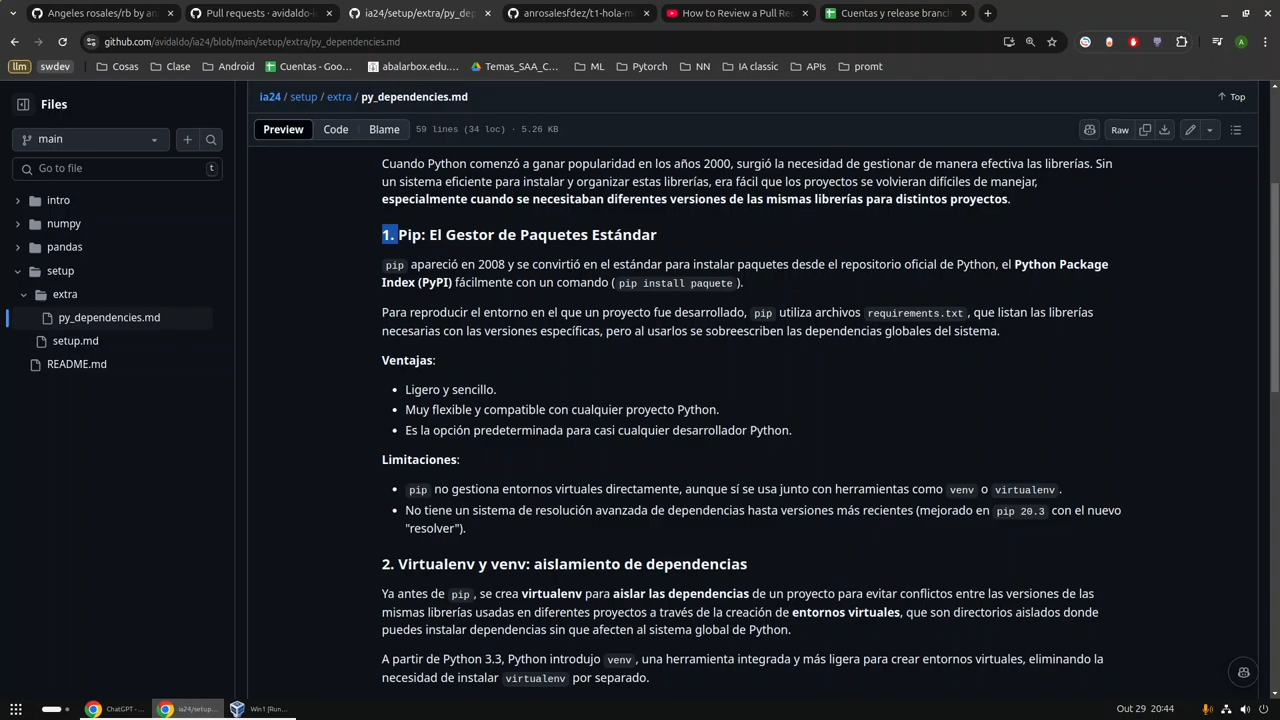 Angeles rosales/rb by an
Pull requests · avidaldo-i
ia24/setup/extra/py_dep
anrosalesfdez/t1-hola-m
How to Review a Pull Re
Cuentas y release branch
github.com/avidaldo/ia24/blob/main/setup/extra/py_dependencies.md
A
llm
swdev
Cosas
Clase
Android
Cuentas - Goo...
abalarbox.edu....
Temas_SAA_C...
ML
Pytorch
NN
IA classic
APIs
promt
Files
main
Go to file
t
intro
numpy
pandas
setup
extra
py_dependencies.md
setup.md
README.md
ia24 / setup / extra / py_dependencies.md
Top
Preview
Code
Blame
59 lines (34 loc) · 5.26 KB
Raw
Cuando Python comenzó a ganar popularidad en los años 2000, surgió la necesidad de gestionar de manera efectiva las librerías. Sin
un sistema eficiente para instalar y organizar estas librerías, era fácil que los proyectos se volvieran difíciles de manejar,
especialmente cuando se necesitaban diferentes versiones de las mismas librerías para distintos proyectos.
1. Pip: El Gestor de Paquetes Estándar
pip apareció en 2008 y se convirtió en el estándar para instalar paquetes desde el repositorio oficial de Python, el Python Package
Index (PyPI) fácilmente con un comando ( pip install paquete ).
Para reproducir el entorno en el que un proyecto fue desarrollado, pip utiliza archivos requirements.txt , que listan las librerías
necesarias con las versiones específicas, pero al usarlos se sobreescriben las dependencias globales del sistema.
Ventajas:
• Ligero y sencillo.
• Muy flexible y compatible con cualquier proyecto Python.
• Es la opción predeterminada para casi cualquier desarrollador Python.
Limitaciones:
• pip no gestiona entornos virtuales directamente, aunque sí se usa junto con herramientas como venv o virtualenv .
• No tiene un sistema de resolución avanzada de dependencias hasta versiones más recientes (mejorado en pip 20.3 con el nuevo
"resolver").
2. Virtualenv y venv: aislamiento de dependencias
Ya antes de pip , se crea virtualenv para aislar las dependencias de un proyecto para evitar conflictos entre las versiones de las
mismas librerías usadas en diferentes proyectos a través de la creación de entornos virtuales, que son directorios aislados donde
puedes instalar dependencias sin que afecten al sistema global de Python.
A partir de Python 3.3, Python introdujo venv , una herramienta integrada y más ligera para crear entornos virtuales, eliminando la
necesidad de instalar virtualenv por separado.
ChatGPT - ...
ia24/setup...
Win1 [Run...
Out 29 20:44